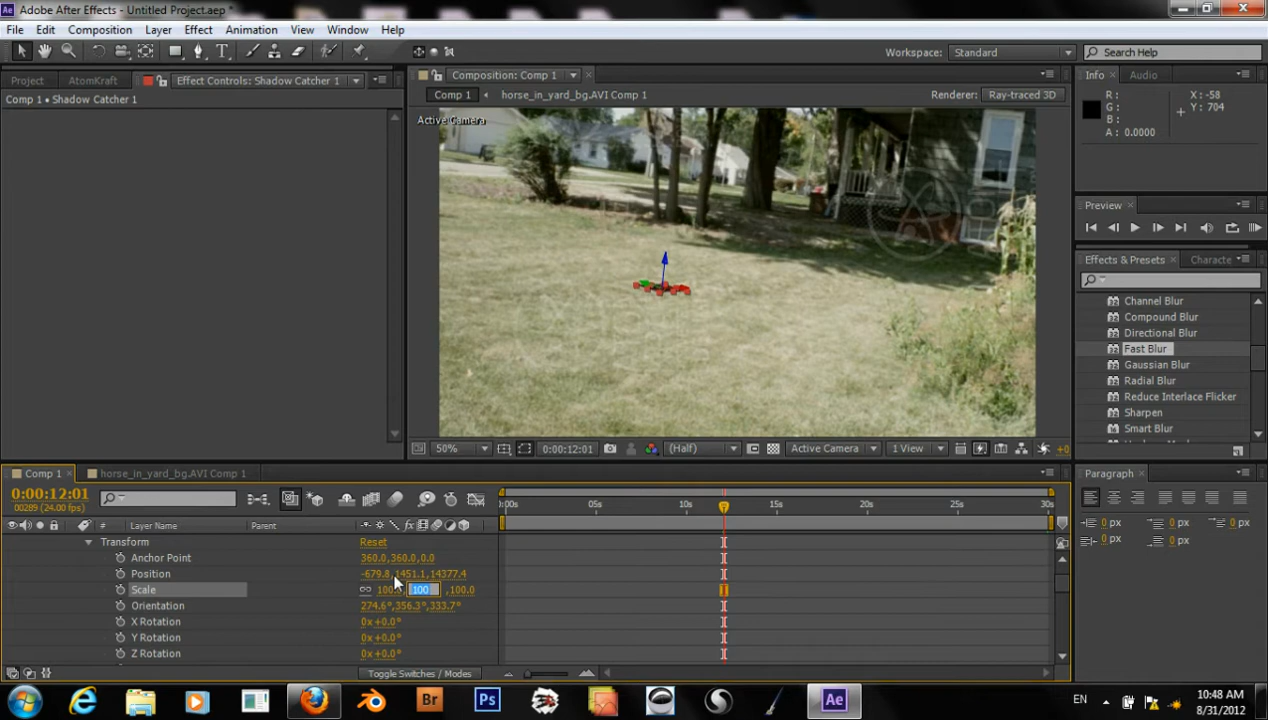 Adobe After Effects - Untitled Project.aep *
File Edit Composition Layer Effect Animation View Window Help
Workspace: Standard Search Help
Project AtomKraft Effect Controls: Shadow Catcher 1
Composition: Comp 1
Info Audio
Comp 1 • Shadow Catcher 1
Comp 1 horse_in_yard_bg.AVI Comp 1 Renderer: Ray-traced 3D
R : X : -58
G : Y : 704
B :
A : 0.0000
Active Camera
Preview
Effects & Presets Characte
Channel Blur
Compound Blur
Directional Blur
Fast Blur
Gaussian Blur
Radial Blur
Reduce Interlace Flicker
Sharpen
Smart Blur
50% 0:00:12:01 (Half) Active Camera 1 View +0
Comp 1 horse_in_yard_bg.AVI Comp 1
Paragraph
0:00:12:01
00289 (24.00 fps)
:00s 05s 10s 15s 20s 25s 30s
# Layer Name Parent
0 px 0 px 0 px
0 px 0 px
Transform Reset
Anchor Point 360.0,360.0,0.0
Position -679.8,1451.1,14377.4
Scale 100. 100 ,100.0
Orientation 274.6°,356.3°,333.7°
X Rotation 0x+0.0°
Y Rotation 0x+0.0°
Z Rotation 0x+0.0°
Toggle Switches / Modes
Br Ps Ae
EN
10:48 AM
8/31/2012